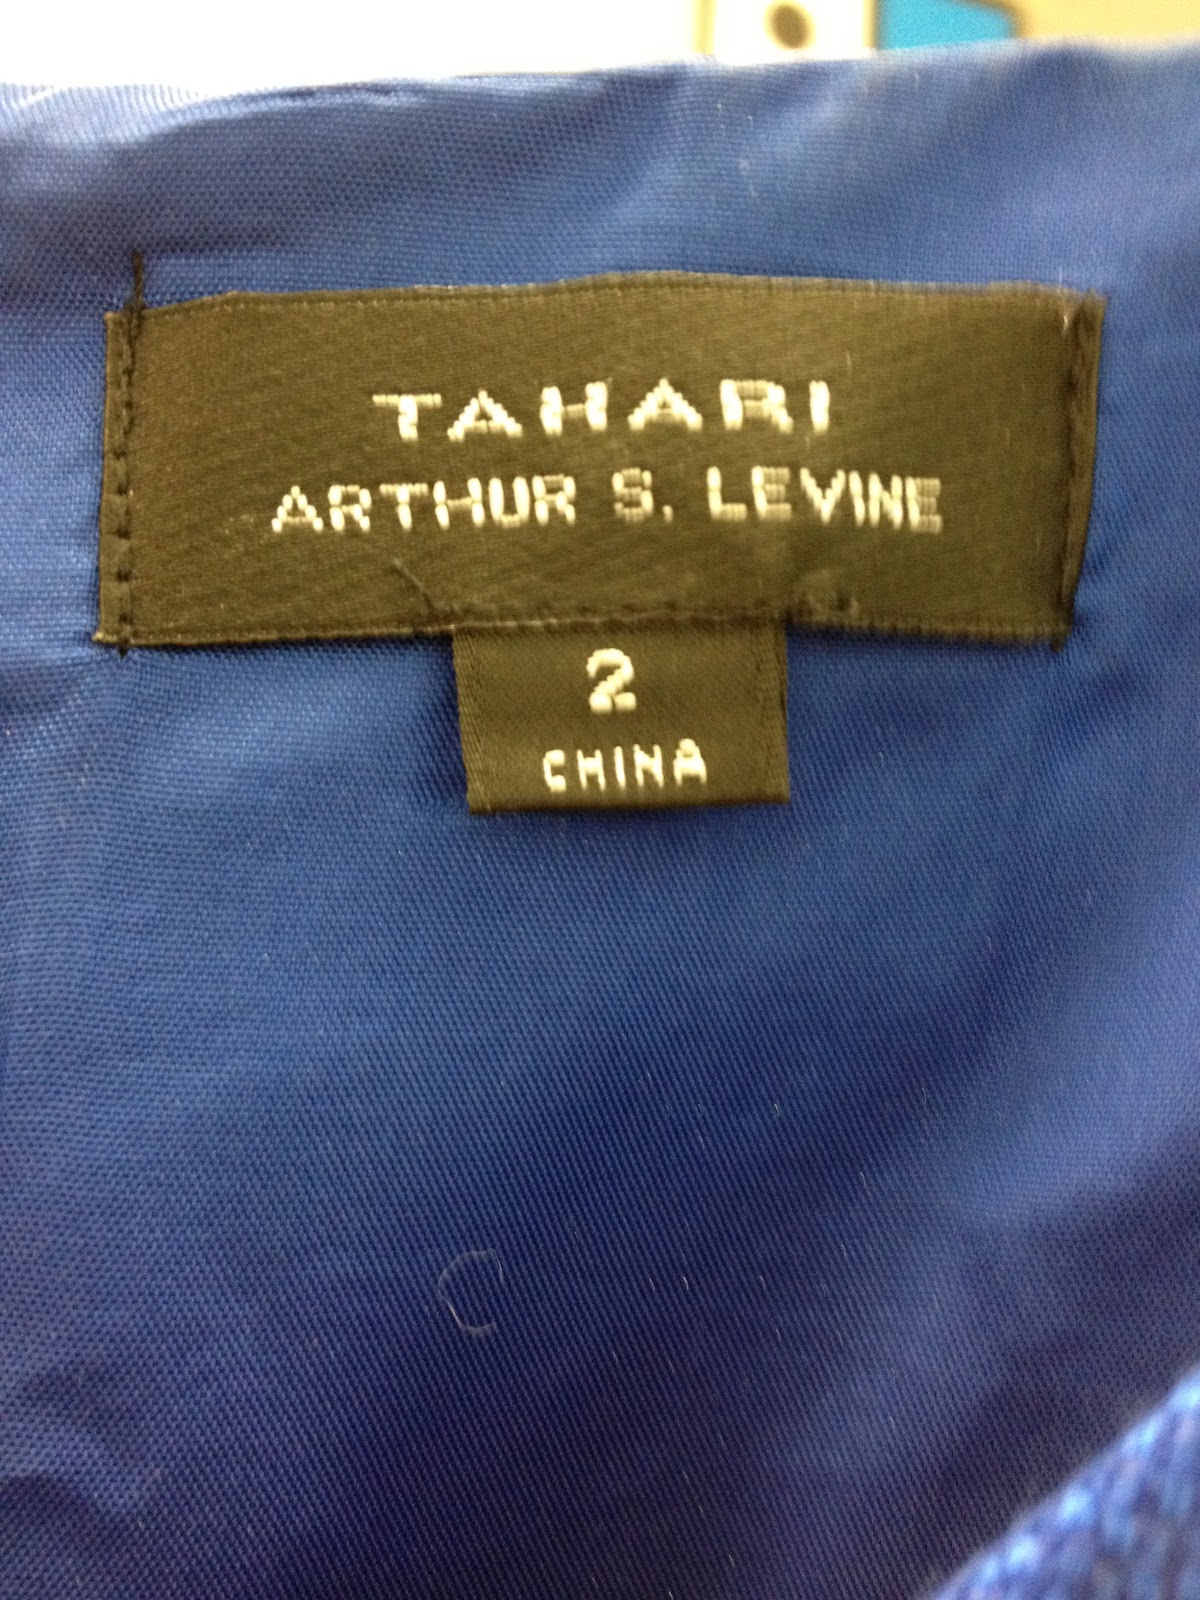 TAHARI
ARTHUR S. LEVINE
2
CHINA